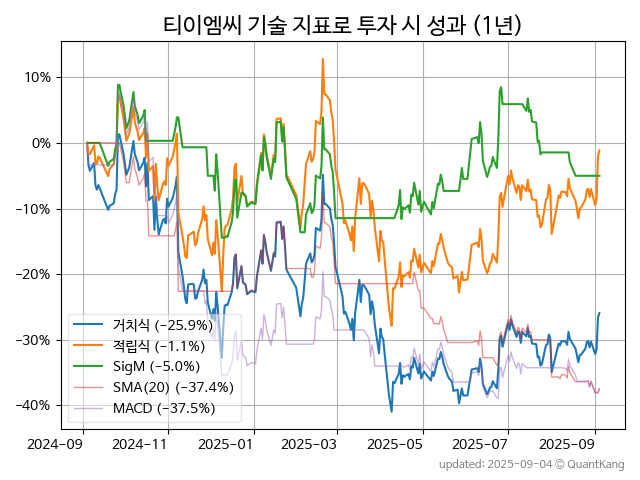 티이엠씨 기술 지표로 투자 시 성과 (1년)
10%
0%
−10%
−20%
−30%
−40%
거치식 (−25.9%)
적립식 (−1.1%)
SigM (−5.0%)
SMA(20) (−37.4%)
MACD (−37.5%)
2024−09
2024−11
2025−01
2025−03
2025−05
2025−07
2025−09
updated: 2025-09-04 © QuantKang